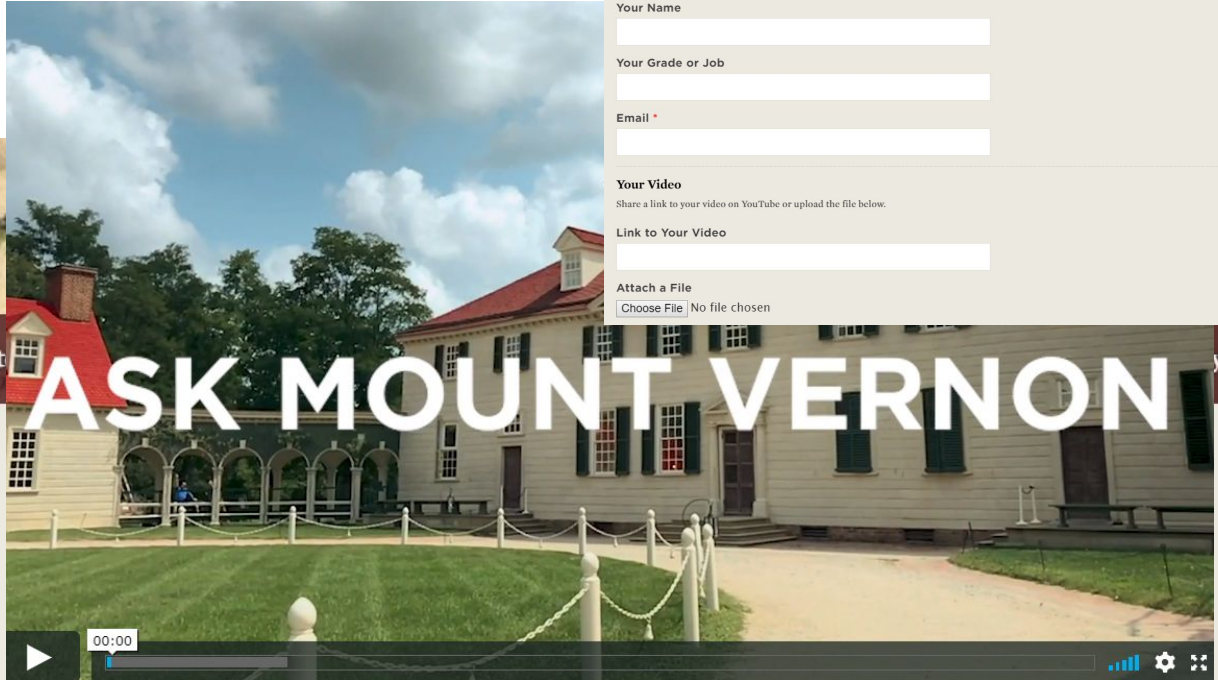 Your Name
Your Grade or Job
Email *
Your Video
Share a link to your video on YouTube or upload the file below.
Link to Your Video
Attach a File
Choose File No file chosen
ASK MOUNT VERNON
00:00